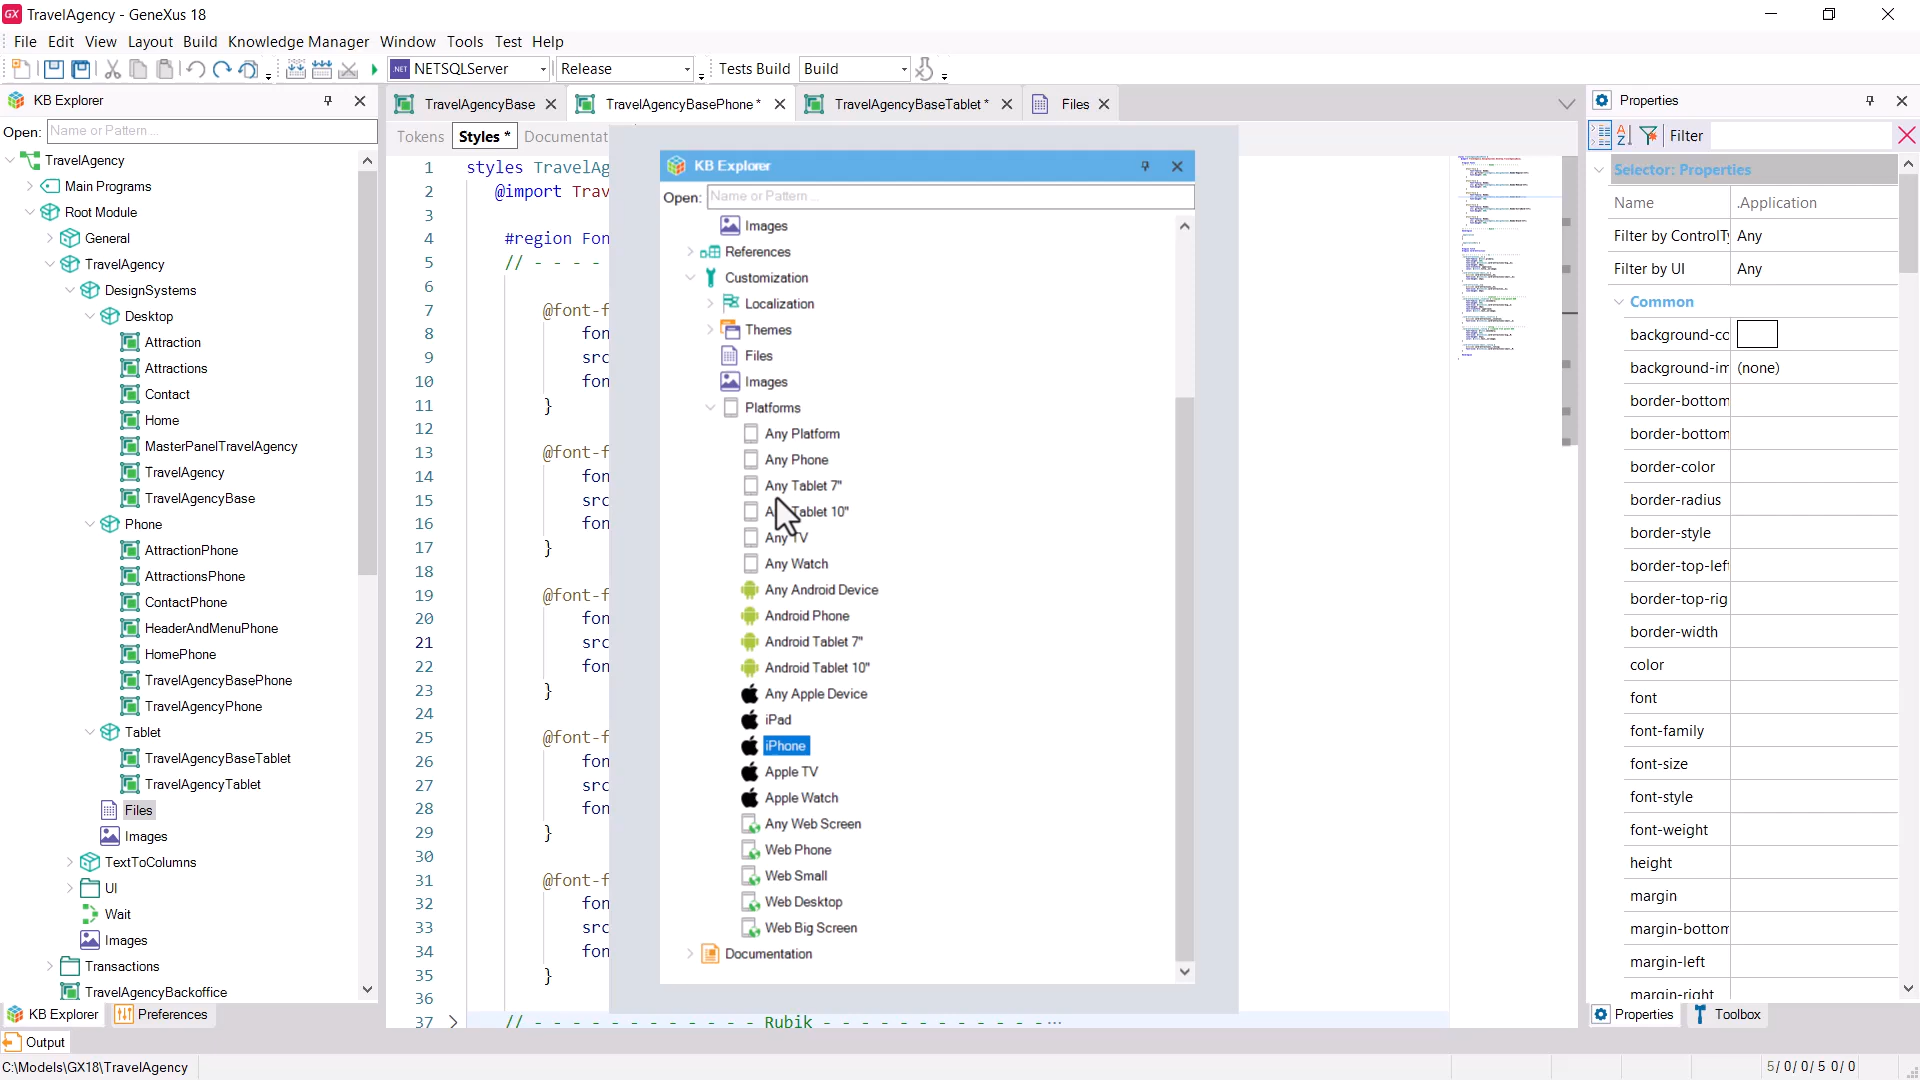 TravelAgency - GeneXus 18
File Edit View Layout Build Knowledge Manager Window Tools Test Help
.NET NETSQLServer Release Tests Build Build
KB Explorer
Open: Name or Pattern ...
TravelAgency
Main Programs
Root Module
General
TravelAgency
DesignSystems
Desktop
Attraction
Attractions
Contact
Home
MasterPanelTravelAgency
TravelAgency
TravelAgencyBase
Phone
AttractionPhone
AttractionsPhone
ContactPhone
HeaderAndMenuPhone
HomePhone
TravelAgencyBasePhone
TravelAgencyPhone
Tablet
TravelAgencyBaseTablet
TravelAgencyTablet
Files
Images
TextToColumns
UI
Wait
Images
Transactions
TravelAgencyBackoffice
KB Explorer Preferences
Output
C:\Models\GX18\TravelAgency
TravelAgencyBase TravelAgencyBasePhone * TravelAgencyBaseTablet * Files
Tokens Styles * Documentat
1 styles TravelAg
2 @import Trav
3
4 #region Fon
5 // - - - -
6
7 @font-f
8 fon
9 src
10 fon
11 }
12
13 @font-f
14 fon
15 src
16 fon
17 }
18
19 @font-f
20 fon
21 src
22 fon
23 }
24
25 @font-f
26 fon
27 src
28 fon
29 }
30
31 @font-f
32 fon
33 src
34 fon
35 }
36
37 // - - - - - - - - - - - - Rubik - - - - - - - - - - - - ...
KB Explorer
Open: Name or Pattern ...
Images
References
Customization
Localization
Themes
Files
Images
Platforms
Any Platform
Any Phone
Any Tablet 7"
Any Tablet 10"
Any TV
Any Watch
Any Android Device
Android Phone
Android Tablet 7"
Android Tablet 10"
Any Apple Device
iPad
iPhone
Apple TV
Apple Watch
Any Web Screen
Web Phone
Web Small
Web Desktop
Web Big Screen
Documentation
Properties
Filter
Selector: Properties
Name .Application
Filter by ControlTy Any
Filter by UI Any
Common
background-co
background-im (none)
border-bottom
border-bottom
border-color
border-radius
border-style
border-top-left
border-top-rig
border-width
color
font
font-family
font-size
font-style
font-weight
height
margin
margin-bottom
margin-left
margin-right
Properties Toolbox
5/ 0/ 0/ 5 0/ 0